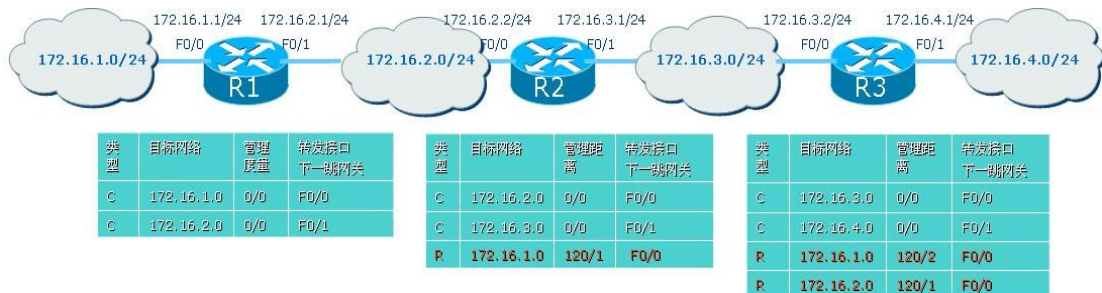 172.16.1.1/24 172.16.2.1/24 172.16.2.2/24 172.16.3.1/24 172.16.3.2/24 172.16.4.1/24
F0/0 F0/1 F0/0 F0/1 F0/0 F0/1
172.16.1.0/24 172.16.2.0/24 172.16.3.0/24 172.16.4.0/24
R1 R2 R3
类型 目标网络 管理度量 转发接口下一跳网关
C 172.16.1.0 0/0 F0/0
C 172.16.2.0 0/0 F0/1
类型 目标网络 管理距离 转发接口下一跳网关
C 172.16.2.0 0/0 F0/0
C 172.16.3.0 0/0 F0/1
R 172.16.1.0 120/1 F0/0
类型 目标网络 管理距离 转发接口下一跳网关
C 172.16.3.0 0/0 F0/0
C 172.16.4.0 0/0 F0/1
R 172.16.1.0 120/2 F0/0
R 172.16.2.0 120/1 F0/0